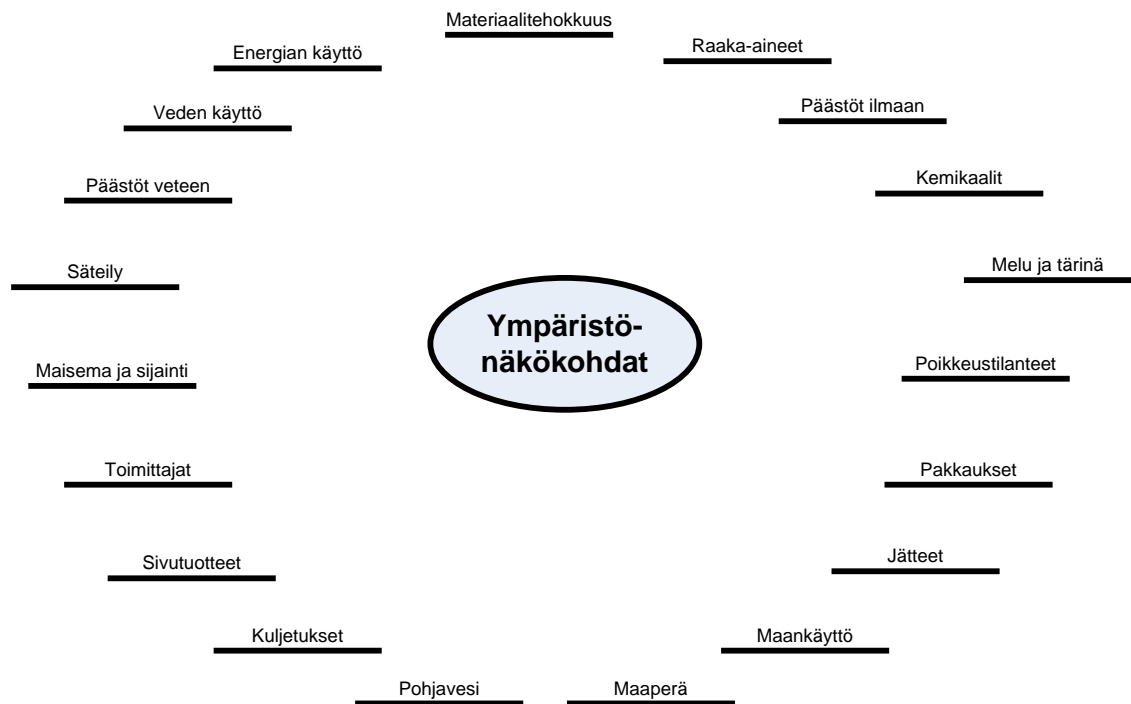 Materiaalitehokkuus
Energian käyttö
Raaka-aineet
Veden käyttö
Päästöt ilmaan
Päästöt veteen
Kemikaalit
Säteily
Melu ja tärinä
Ympäristö-
näkökohdat
Maisema ja sijainti
Poikkeustilanteet
Toimittajat
Pakkaukset
Sivutuotteet
Jätteet
Kuljetukset
Maankäyttö
Pohjavesi
Maaperä